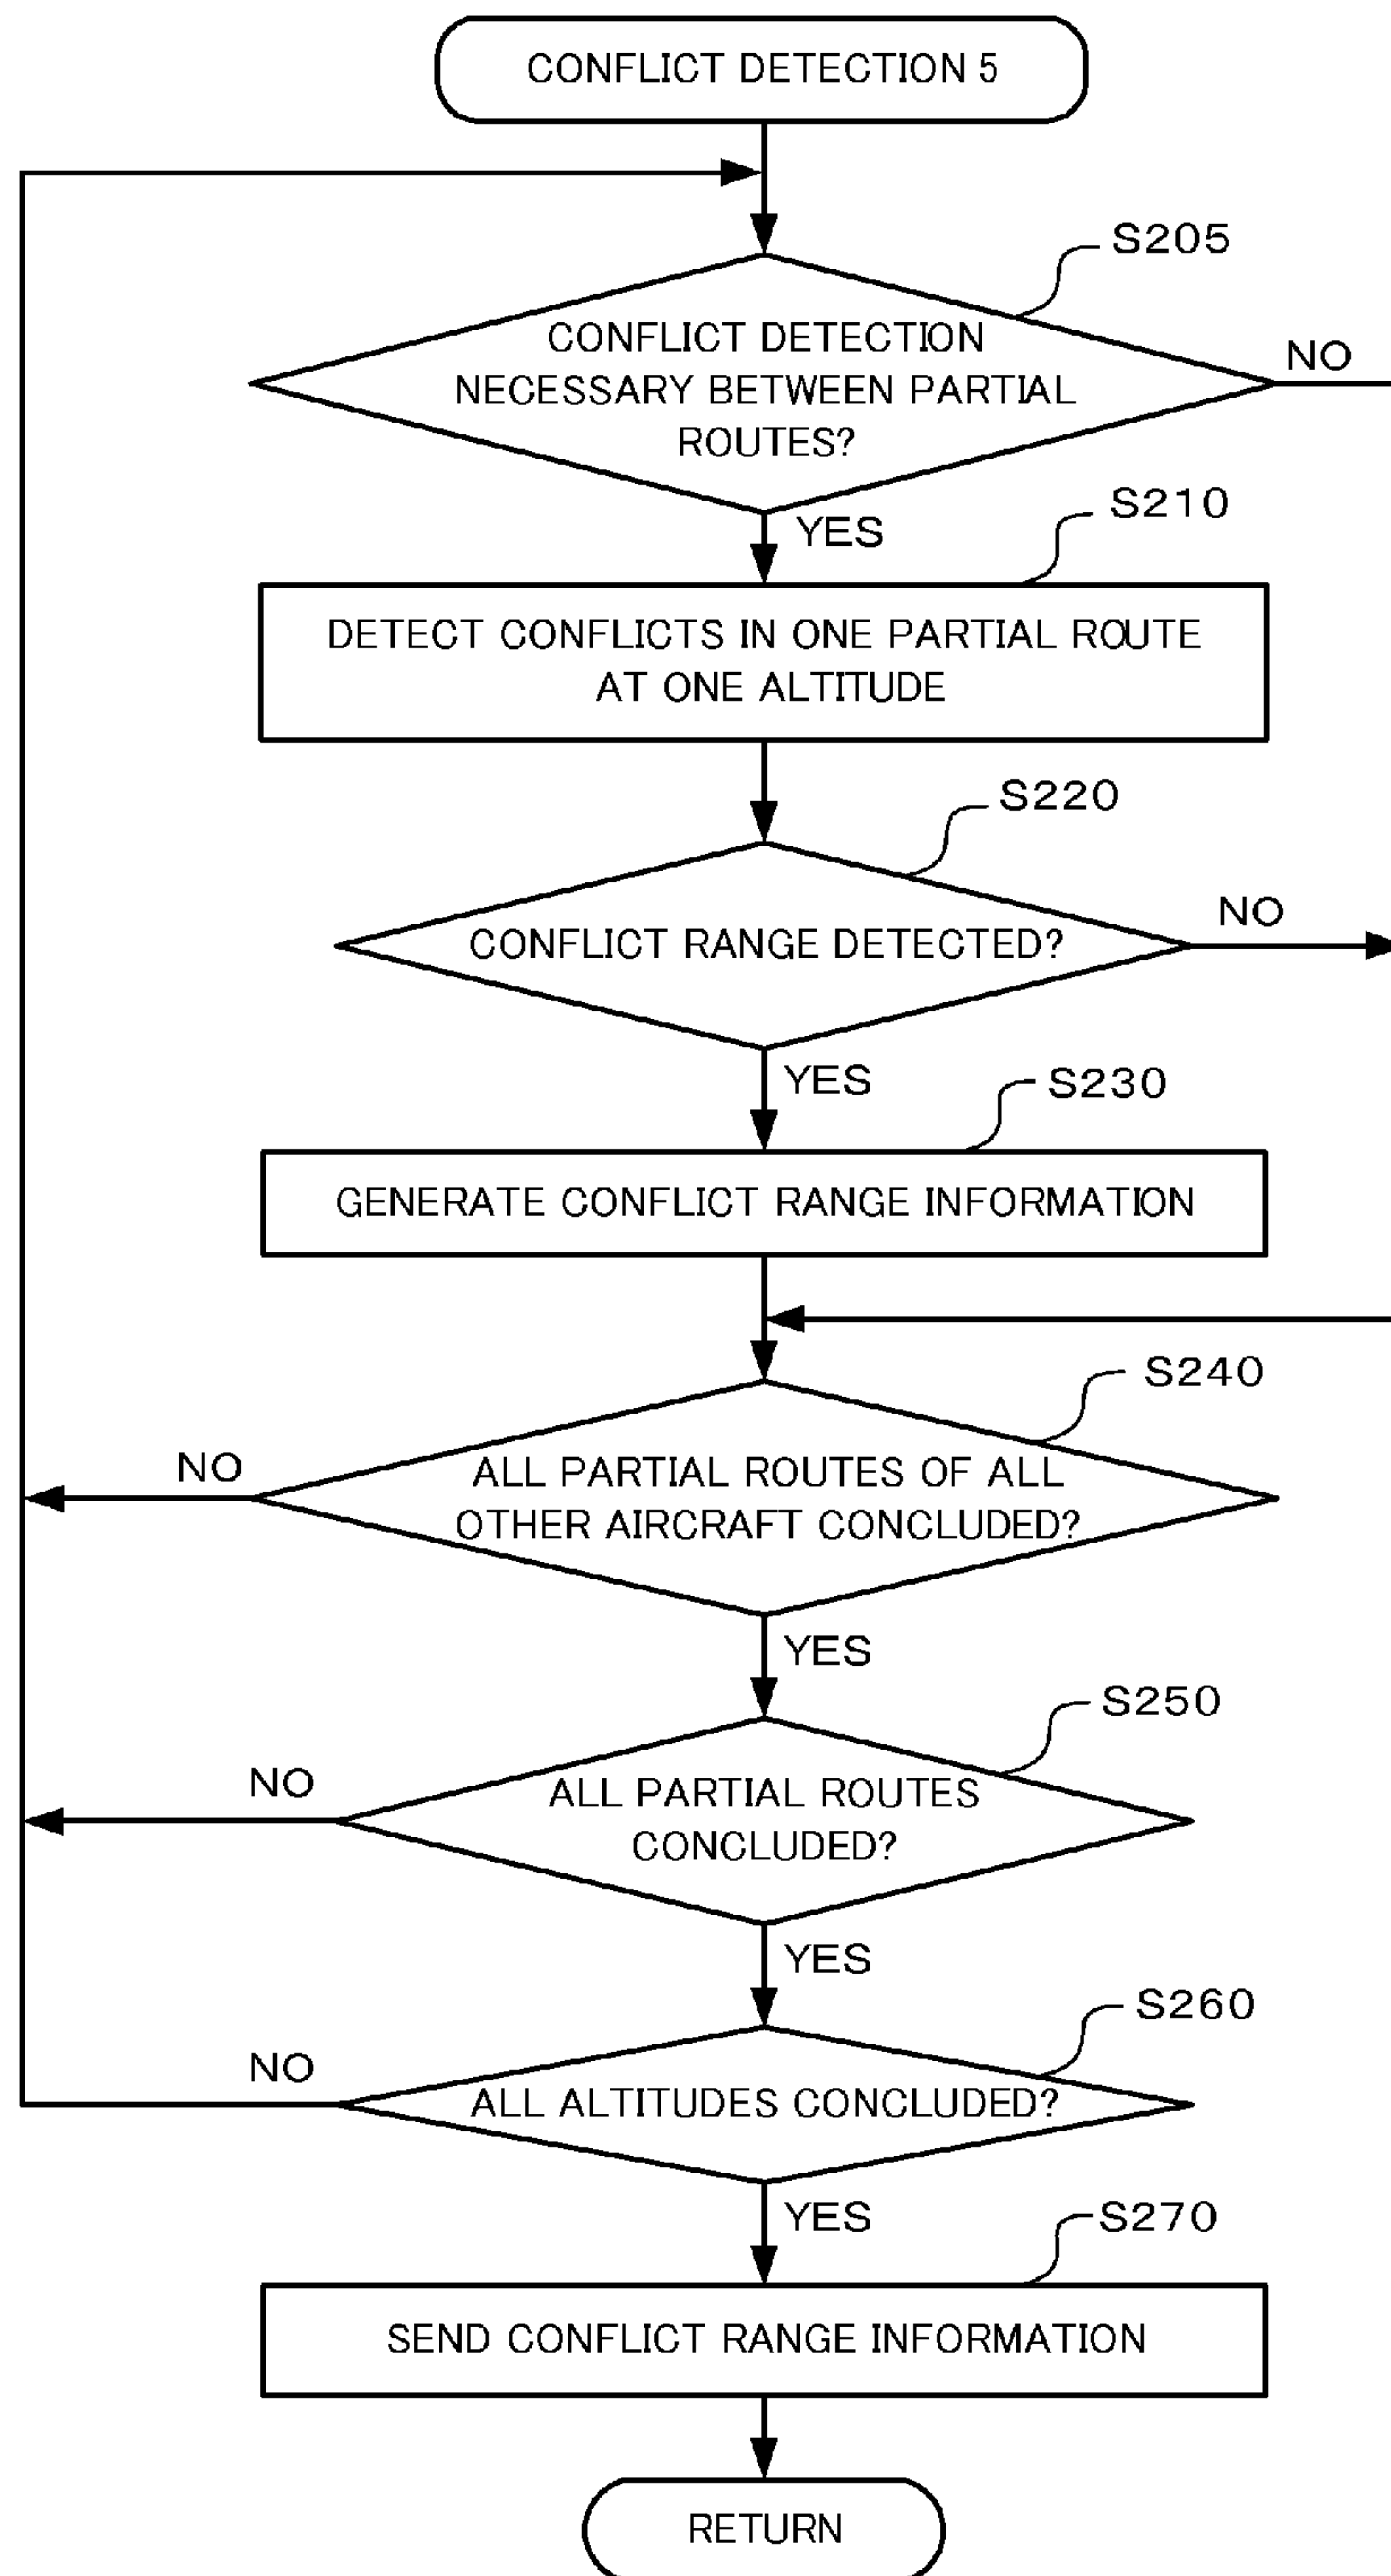 CONFLICT DETECTION 5
S205
CONFLICT DETECTION
NECESSARY BETWEEN PARTIAL
ROUTES?
NO
YES
S210
DETECT CONFLICTS IN ONE PARTIAL ROUTE
AT ONE ALTITUDE
S220
CONFLICT RANGE DETECTED?
NO
YES
S230
GENERATE CONFLICT RANGE INFORMATION
S240
ALL PARTIAL ROUTES OF ALL
OTHER AIRCRAFT CONCLUDED?
NO
YES
S250
ALL PARTIAL ROUTES
CONCLUDED?
NO
YES
S260
ALL ALTITUDES CONCLUDED?
NO
YES
S270
SEND CONFLICT RANGE INFORMATION
RETURN